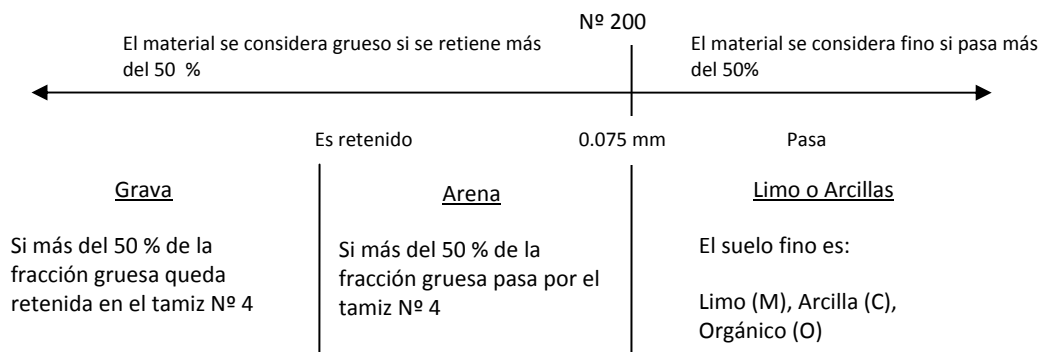 Nº 200
El material se considera grueso si se retiene más
del 50 %
El material se considera fino si pasa más
del 50%
Es retenido
0.075 mm
Pasa
Grava
Si más del 50 % de la
fracción gruesa queda
retenida en el tamiz Nº 4
Arena
Si más del 50 % de la
fracción gruesa pasa por el
tamiz Nº 4
Limo o Arcillas
El suelo fino es:
Limo (M), Arcilla (C),
Orgánico (O)